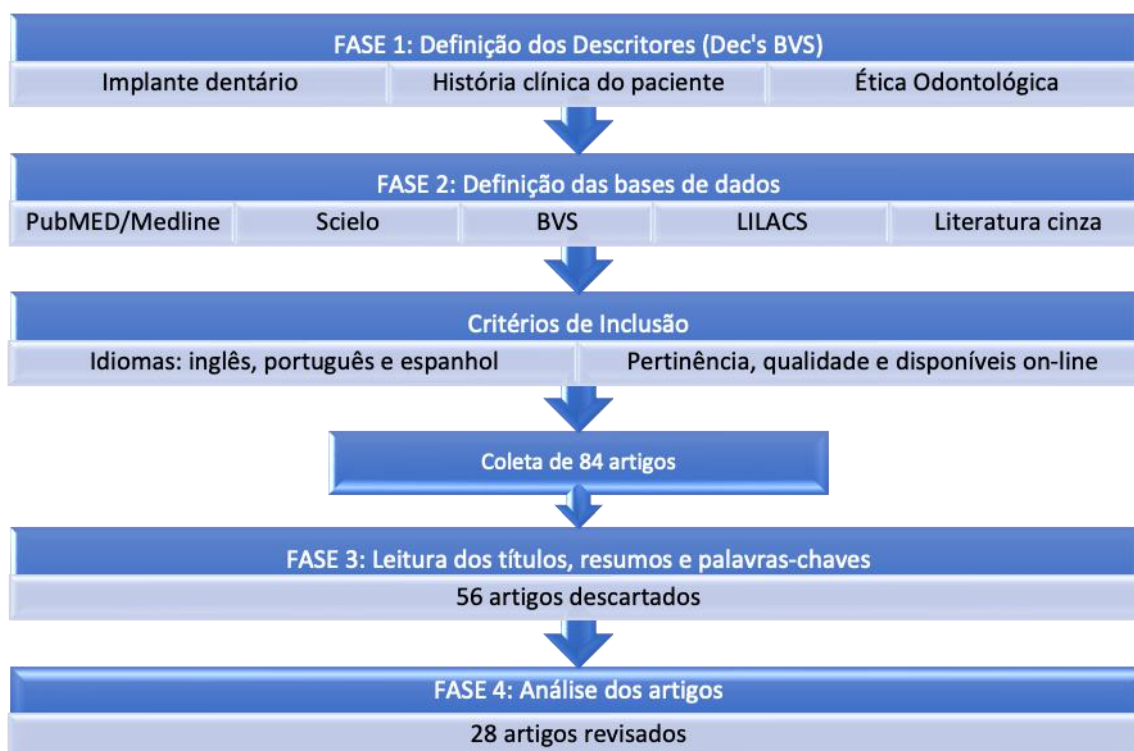 FASE 1: Definição dos Descritores (Dec's BVS)
Implante dentário
História clínica do paciente
Ética Odontológica
FASE 2: Definição das bases de dados
PubMED/Medline
Scielo
BVS
LILACS
Literatura cinza
Critérios de Inclusão
Idiomas: inglês, português e espanhol
Pertinência, qualidade e disponíveis on-line
Coleta de 84 artigos
FASE 3: Leitura dos títulos, resumos e palavras-chaves
56 artigos descartados
FASE 4: Análise dos artigos
28 artigos revisados